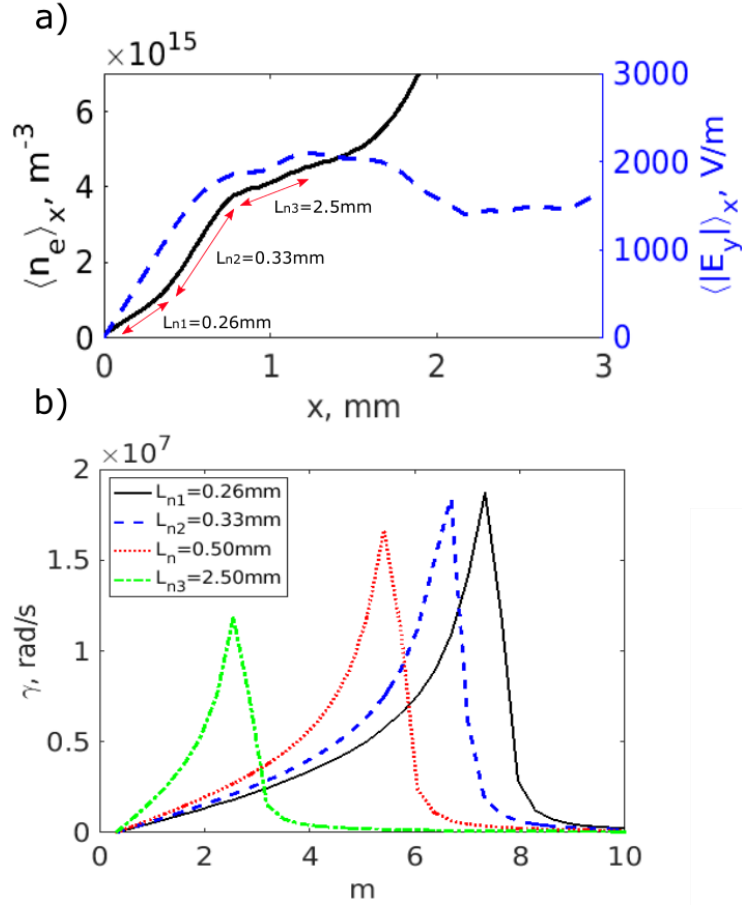 a)
×10^15
6
4
2
0
⟨n_e⟩_x, m^-3
3000
2000
1000
0
⟨|E_y|⟩_x, V/m
L_n3=2.5mm
L_n2=0.33mm
L_n1=0.26mm
0 1 2 3
x, mm
b)
×10^7
2
1.5
1
0.5
0
γ, rad/s
L_n1=0.26mm
L_n2=0.33mm
L_n=0.50mm
L_n3=2.50mm
0 2 4 6 8 10
m